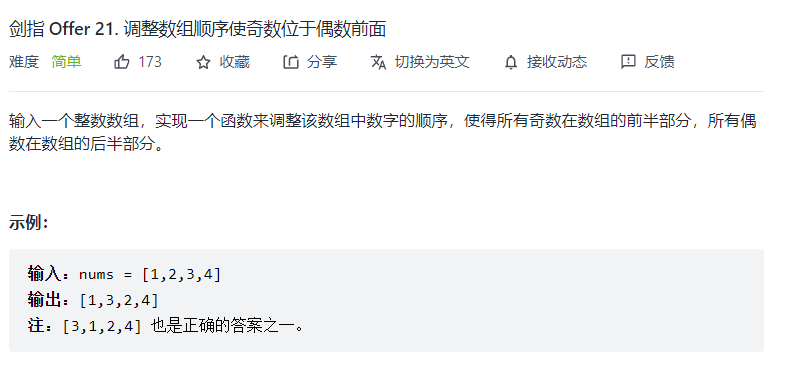 剑指 Offer 21. 调整数组顺序使奇数位于偶数前面
难度 简单 173 收藏 分享 切换为英文 接收动态 反馈
输入一个整数数组，实现一个函数来调整该数组中数字的顺序，使得所有奇数在数组的前半部分，所有偶
数在数组的后半部分。
示例：
输入：nums = [1,2,3,4]
输出：[1,3,2,4]
注：[3,1,2,4] 也是正确的答案之一。